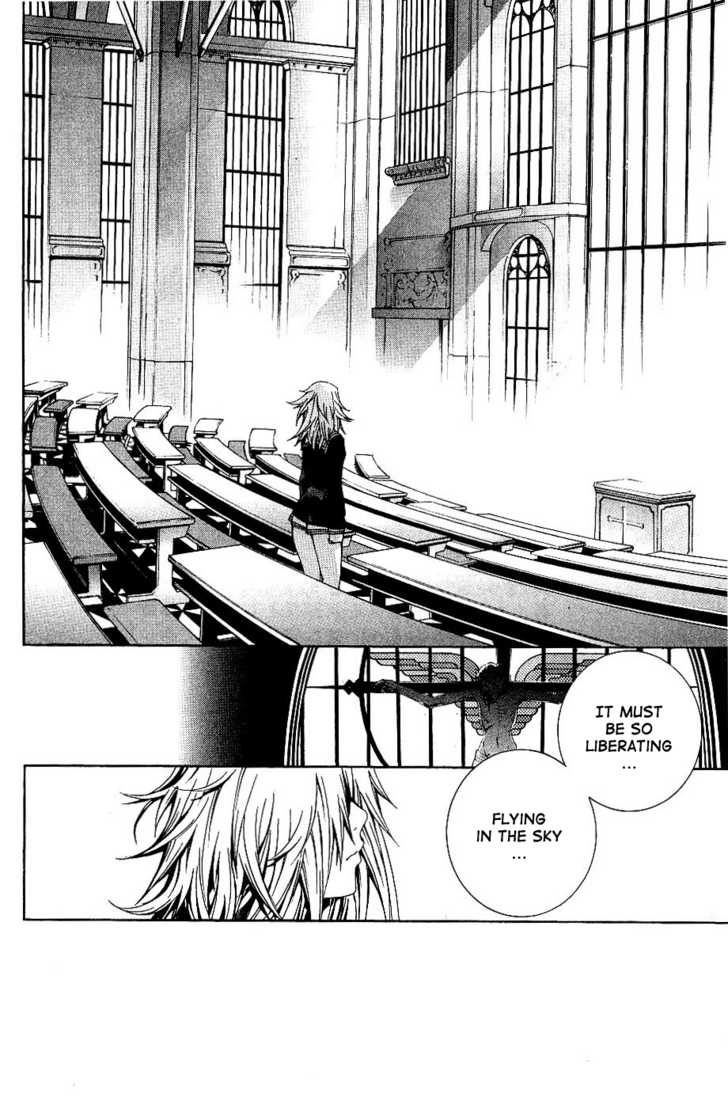 IT MUST
BE SO
LIBERATING
...
FLYING
IN THE SKY
...